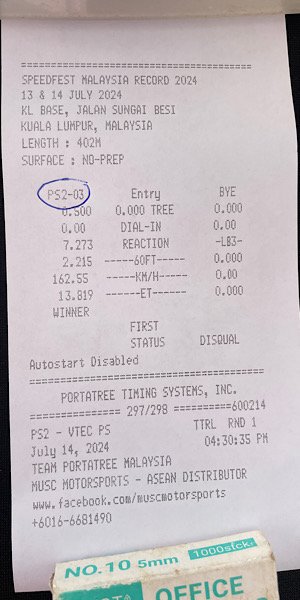 ========================================
SPEEDFEST MALAYSIA RECORD 2024
13 & 14 JULY 2024
KL BASE, JALAN SUNGAI BESI
KUALA LUMPUR, MALAYSIA
LENGTH : 402M
SURFACE : NO-PREP
PS2-03 Entry BYE
0.500 0.000 TREE 0.000
0.00 DIAL-IN 0.00
7.273 REACTION -LB3-
2.215 ------60FT----- 0.000
162.55 ------KM/H----- 0.00
13.819 ------ET------- 0.000
WINNER
FIRST
STATUS DISQUAL
Autostart Disabled
========================================
PORTATREE TIMING SYSTEMS, INC.
=============== 297/298 ==========600214
PS2 - VTEC PS TTRL RND 1
July 14, 2024 04:30:35 PM
TEAM PORTATREE MALAYSIA
MUSC MOTORSPORTS - ASEAN DISTRIBUTOR
www.facebook.com/muscmotorsports
+6016-6681490
NO.10 5mm 1000stck.
OFFICE